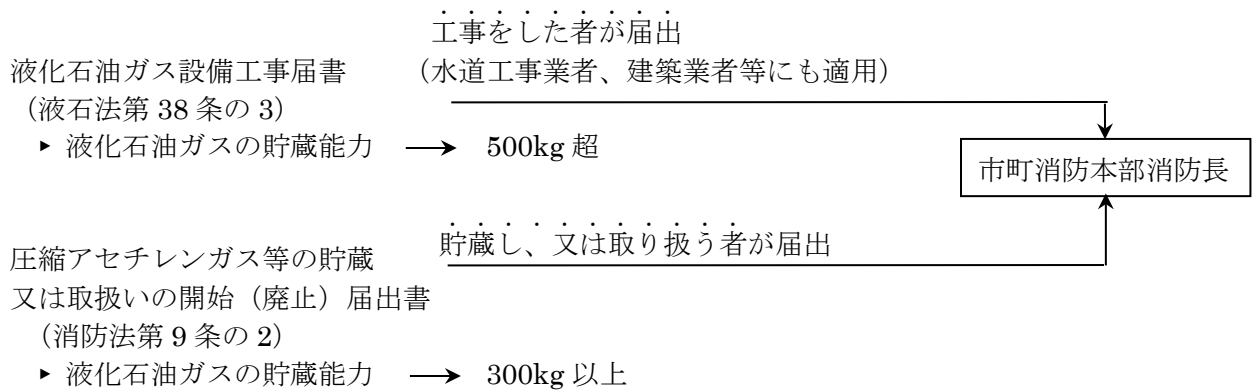 工事をした者が届出
液化石油ガス設備工事届書 （水道工事業者、建築業者等にも適用）
（液石法第 38 条の 3）
▸ 液化石油ガスの貯蔵能力 → 500kg 超
市町消防本部消防長
圧縮アセチレンガス等の貯蔵 貯蔵し、又は取り扱う者が届出
又は取扱いの開始（廃止）届出書
（消防法第 9 条の 2）
▸ 液化石油ガスの貯蔵能力 → 300kg 以上